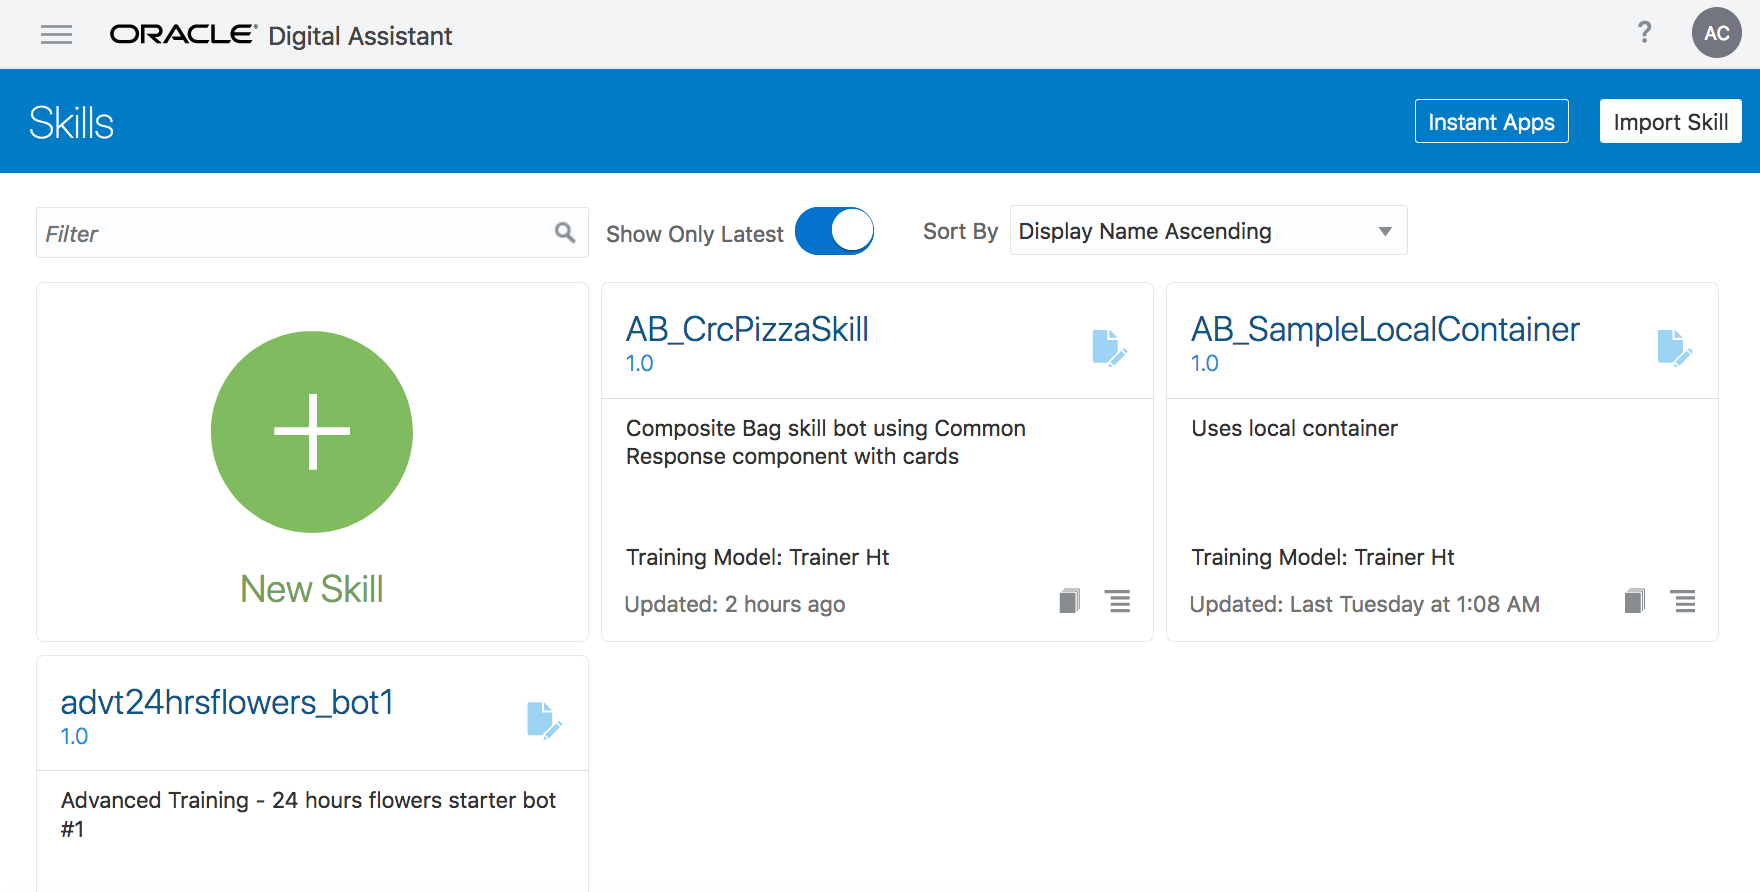 ORACLE® Digital Assistant
?
AC
Skills
Instant Apps
Import Skill
Filter
Show Only Latest
Sort By
Display Name Ascending
New Skill
AB_CrcPizzaSkill
1.0
Composite Bag skill bot using Common
Response component with cards
Training Model: Trainer Ht
Updated: 2 hours ago
AB_SampleLocalContainer
1.0
Uses local container
Training Model: Trainer Ht
Updated: Last Tuesday at 1:08 AM
advt24hrsflowers_bot1
1.0
Advanced Training - 24 hours flowers starter bot
#1